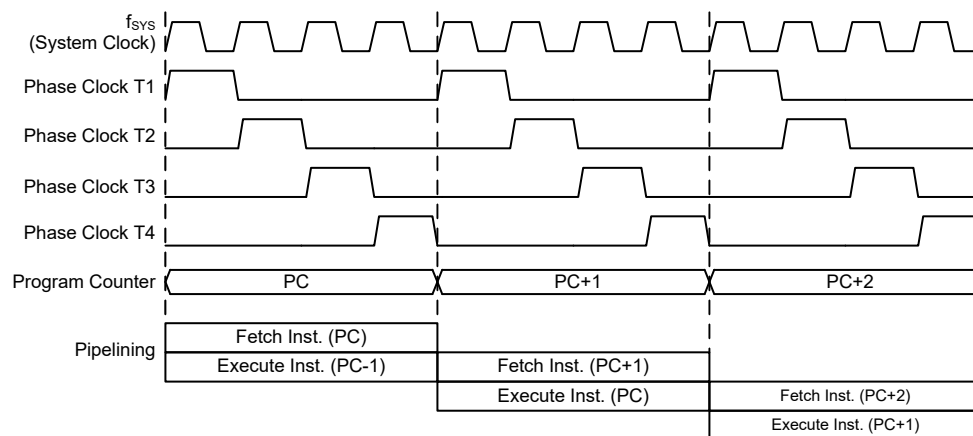 fSYS
(System Clock)
Phase Clock T1
Phase Clock T2
Phase Clock T3
Phase Clock T4
Program Counter PC PC+1 PC+2
Pipelining
Fetch Inst. (PC)
Execute Inst. (PC-1) Fetch Inst. (PC+1)
Execute Inst. (PC) Fetch Inst. (PC+2)
Execute Inst. (PC+1)